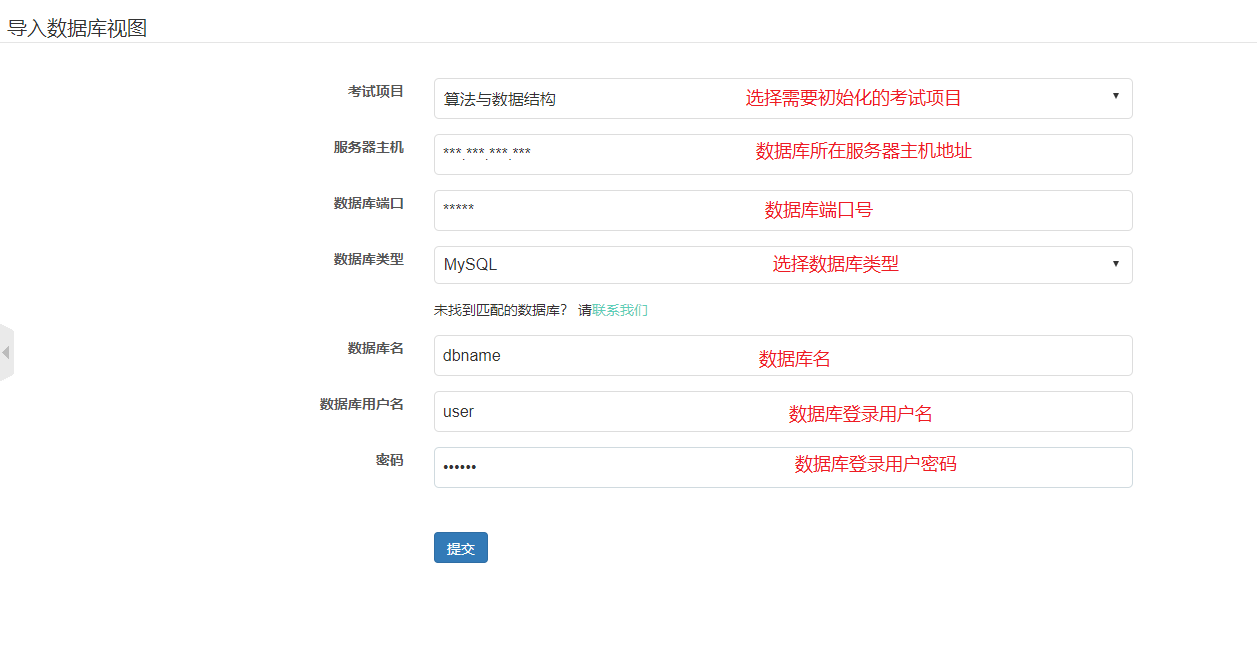 导入数据库视图
考试项目 算法与数据结构 选择需要初始化的考试项目
服务器主机 ***.***.***.*** 数据库所在服务器主机地址
数据库端口 ***** 数据库端口号
数据库类型 MySQL 选择数据库类型
未找到匹配的数据库？ 请联系我们
数据库名 dbname 数据库名
数据库用户名 user 数据库登录用户名
密码 •••••• 数据库登录用户密码
提交